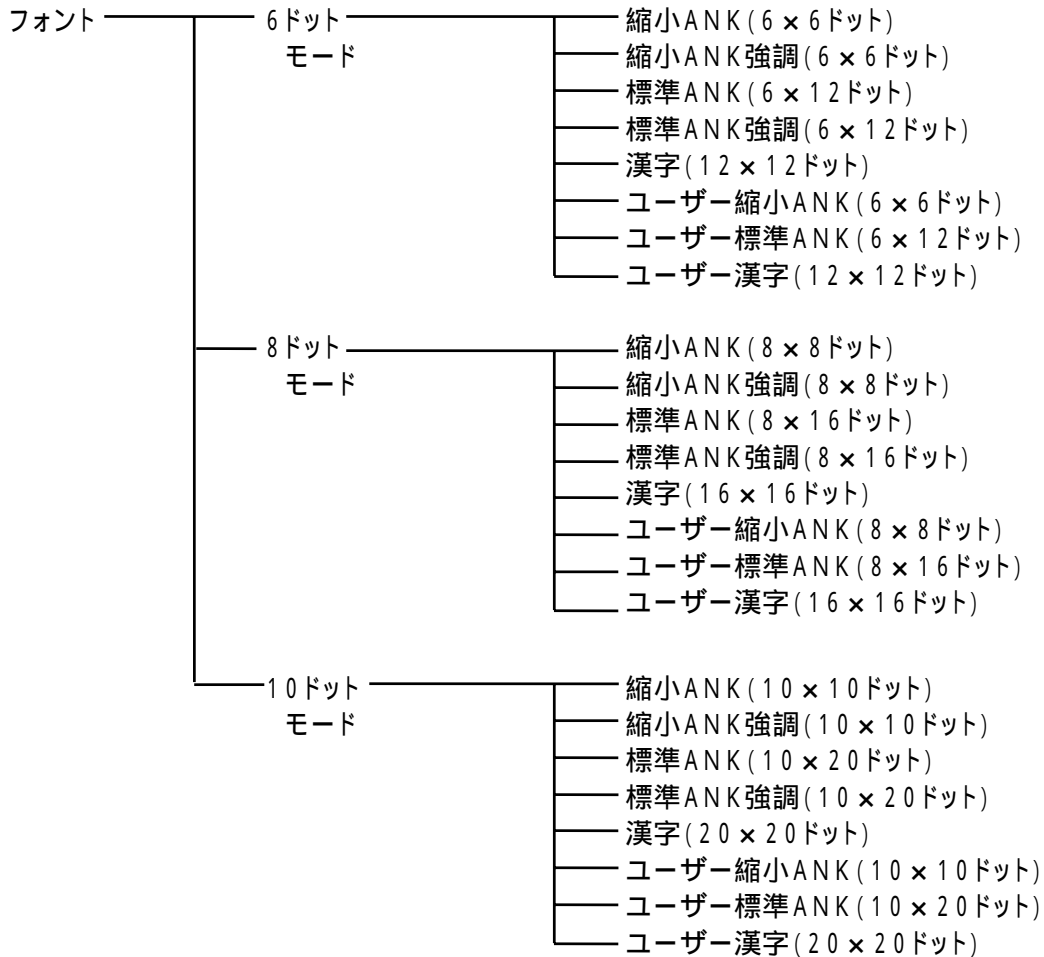 フォント 6ドット 縮小ANK(6×6ドット)
モード 縮小ANK強調(6×6ドット)
標準ANK(6×12ドット)
標準ANK強調(6×12ドット)
漢字(12×12ドット)
ユーザー縮小ANK(6×6ドット)
ユーザー標準ANK(6×12ドット)
ユーザー漢字(12×12ドット)
8ドット 縮小ANK(8×8ドット)
モード 縮小ANK強調(8×8ドット)
標準ANK(8×16ドット)
標準ANK強調(8×16ドット)
漢字(16×16ドット)
ユーザー縮小ANK(8×8ドット)
ユーザー標準ANK(8×16ドット)
ユーザー漢字(16×16ドット)
10ドット 縮小ANK(10×10ドット)
モード 縮小ANK強調(10×10ドット)
標準ANK(10×20ドット)
標準ANK強調(10×20ドット)
漢字(20×20ドット)
ユーザー縮小ANK(10×10ドット)
ユーザー標準ANK(10×20ドット)
ユーザー漢字(20×20ドット)